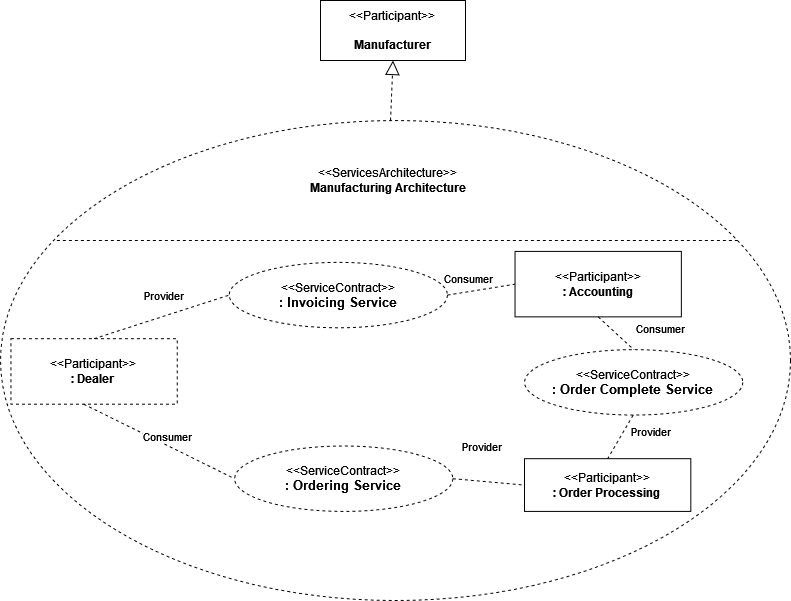 <<Participant>>
Manufacturer
<<ServicesArchitecture>>
Manufacturing Architecture
Provider
<<ServiceContract>>
: Invoicing Service
Consumer
<<Participant>>
: Accounting
Consumer
<<Participant>>
: Dealer
<<ServiceContract>>
: Order Complete Service
Consumer
<<ServiceContract>>
: Ordering Service
Provider
Provider
<<Participant>>
: Order Processing